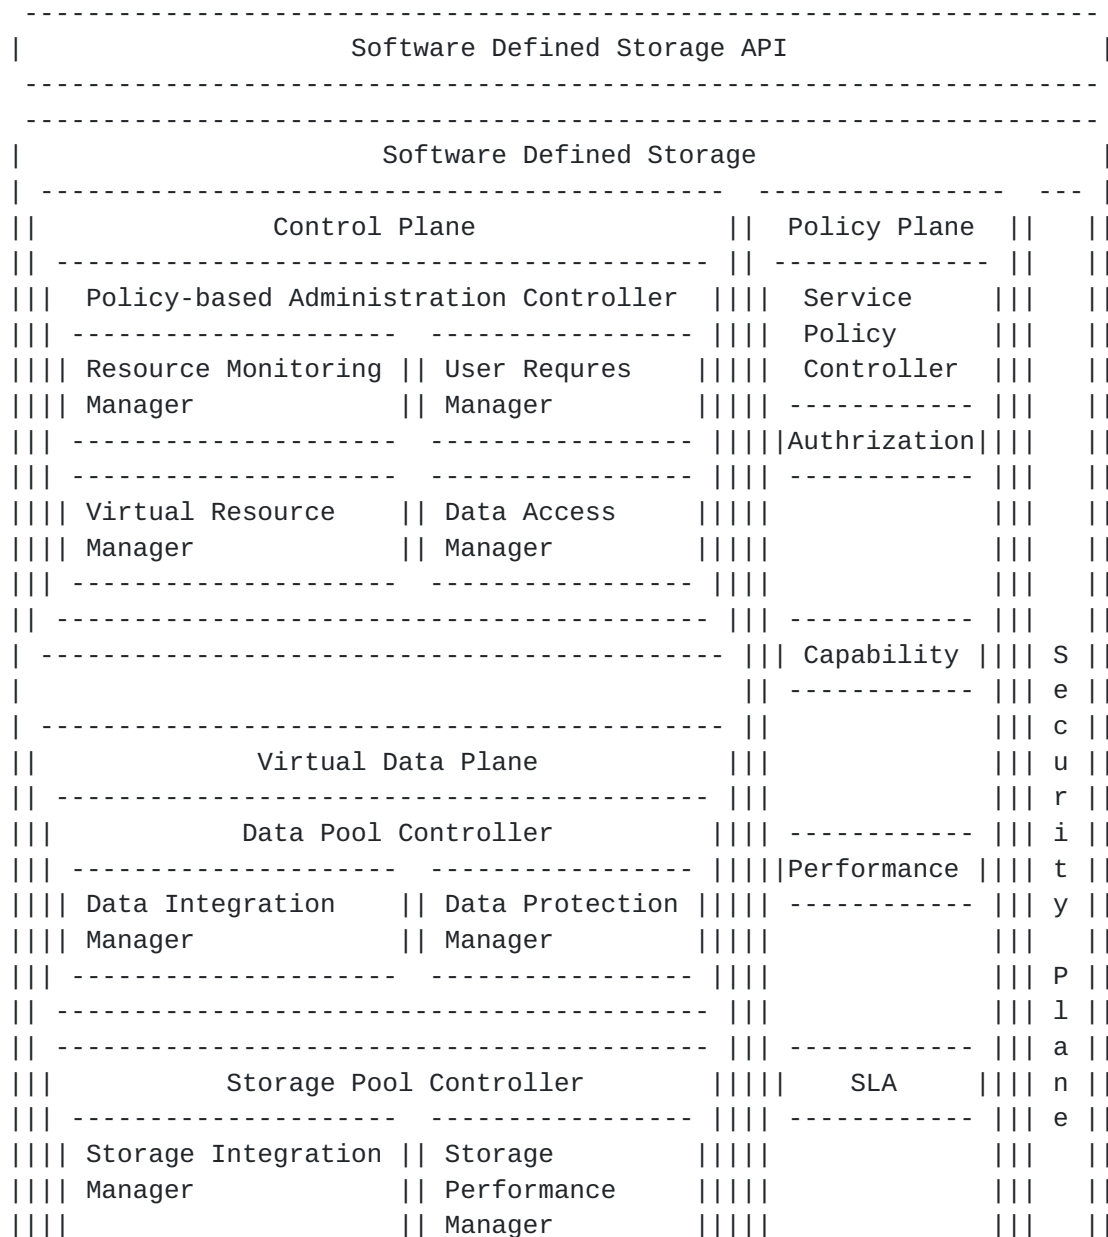 ---------------------------------------------------------------------
|                     Software Defined Storage API                    |
 ---------------------------------------------------------------------
 ---------------------------------------------------------------------
|                       Software Defined Storage                      |
| --------------------------------------------  ----------------  --- |
||               Control Plane                ||  Policy Plane  ||   ||
|| ------------------------------------------ || -------------- ||   ||
|||  Policy-based Administration Controller  ||||  Service     |||   ||
||| ---------------------  ----------------- ||||  Policy      |||   ||
|||| Resource Monitoring || User Requres    |||||  Controller  |||   ||
|||| Manager             || Manager         ||||| ------------ |||   ||
||| ---------------------  ----------------- |||||Authrization||||   ||
||| ---------------------  ----------------- |||| ------------ |||   ||
|||| Virtual Resource    || Data Access     |||||              |||   ||
|||| Manager             || Manager         |||||              |||   ||
||| ---------------------  ----------------- ||||              |||   ||
|| ------------------------------------------ ||| ------------ |||   ||
| -------------------------------------------- ||| Capability |||| S ||
|                                              || ------------ ||| e ||
| -------------------------------------------- ||              ||| c ||
||              Virtual Data Plane            |||              ||| u ||
|| ------------------------------------------ |||              ||| r ||
|||            Data Pool Controller          |||| ------------ ||| i ||
||| ---------------------  ----------------- |||||Performance |||| t ||
|||| Data Integration    || Data Protection ||||| ------------ ||| y ||
|||| Manager             || Manager         |||||              |||   ||
||| ---------------------  ----------------- ||||              ||| P ||
|| ------------------------------------------ |||              ||| l ||
|| ------------------------------------------ ||| ------------ ||| a ||
|||           Storage Pool Controller        |||||    SLA     |||| n ||
||| ---------------------  ----------------- |||| ------------ ||| e ||
|||| Storage Integration || Storage         |||||              |||   ||
|||| Manager             || Performance     |||||              |||   ||
||||                     || Manager         |||||              |||   ||